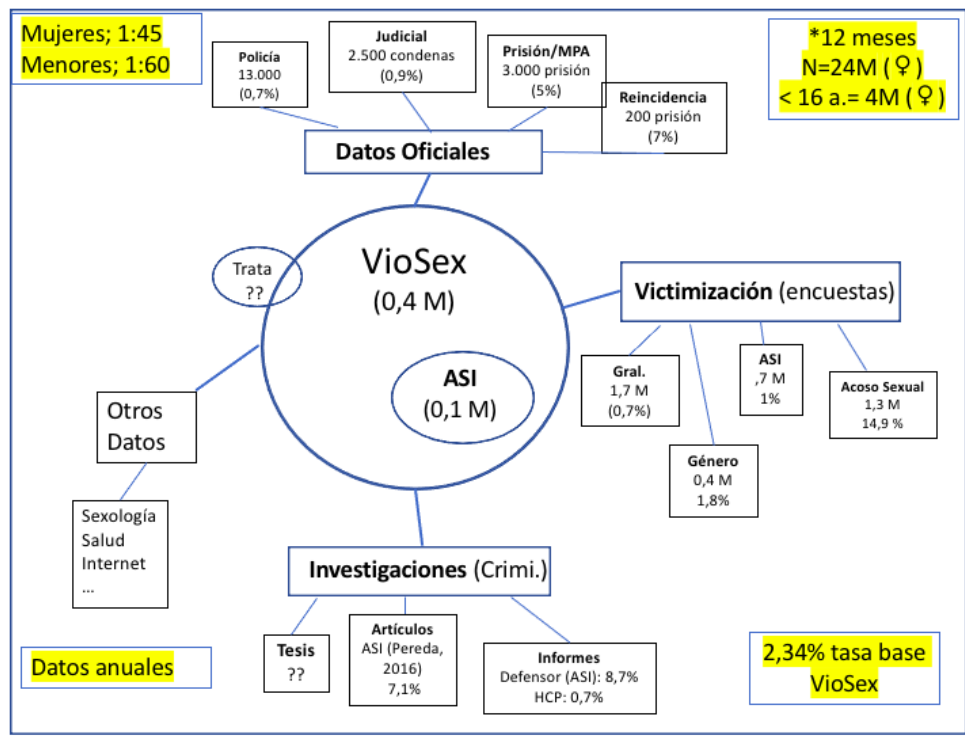 Mujeres; 1:45
Menores; 1:60
Policía
13.000
(0,7%)
Judicial
2.500 condenas
(0,9%)
Prisión/MPA
3.000 prisión
(5%)
Reincidencia
200 prisión
(7%)
*12 meses
N=24M (♀)
< 16 a.= 4M (♀)
Datos Oficiales
Trata
??
VioSex
(0,4 M)
ASI
(0,1 M)
Victimización (encuestas)
Gral.
1,7 M
(0,7%)
Género
0,4 M
1,8%
ASI
,7 M
1%
Acoso Sexual
1,3 M
14,9 %
Otros
Datos
Sexología
Salud
Internet
...
Investigaciones (Crimi.)
Tesis
??
Artículos
ASI (Pereda,
2016)
7,1%
Informes
Defensor (ASI): 8,7%
HCP: 0,7%
Datos anuales
2,34% tasa base
VioSex